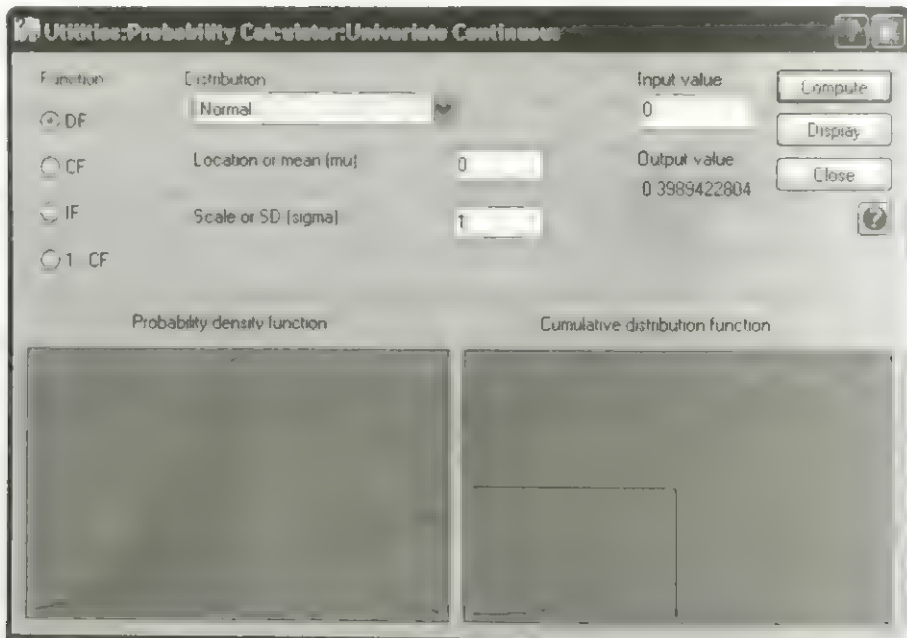 Utilities:Probability Calculator:Univariate Continuous
Function
DF
CF
IF
1 CF
Distribution
Normal
Location or mean (mu)
0
Scale or SD (sigma)
1
Input value
0
Output value
0.3989422804
Compute
Display
Close
?
Probability density function
Cumulative distribution function